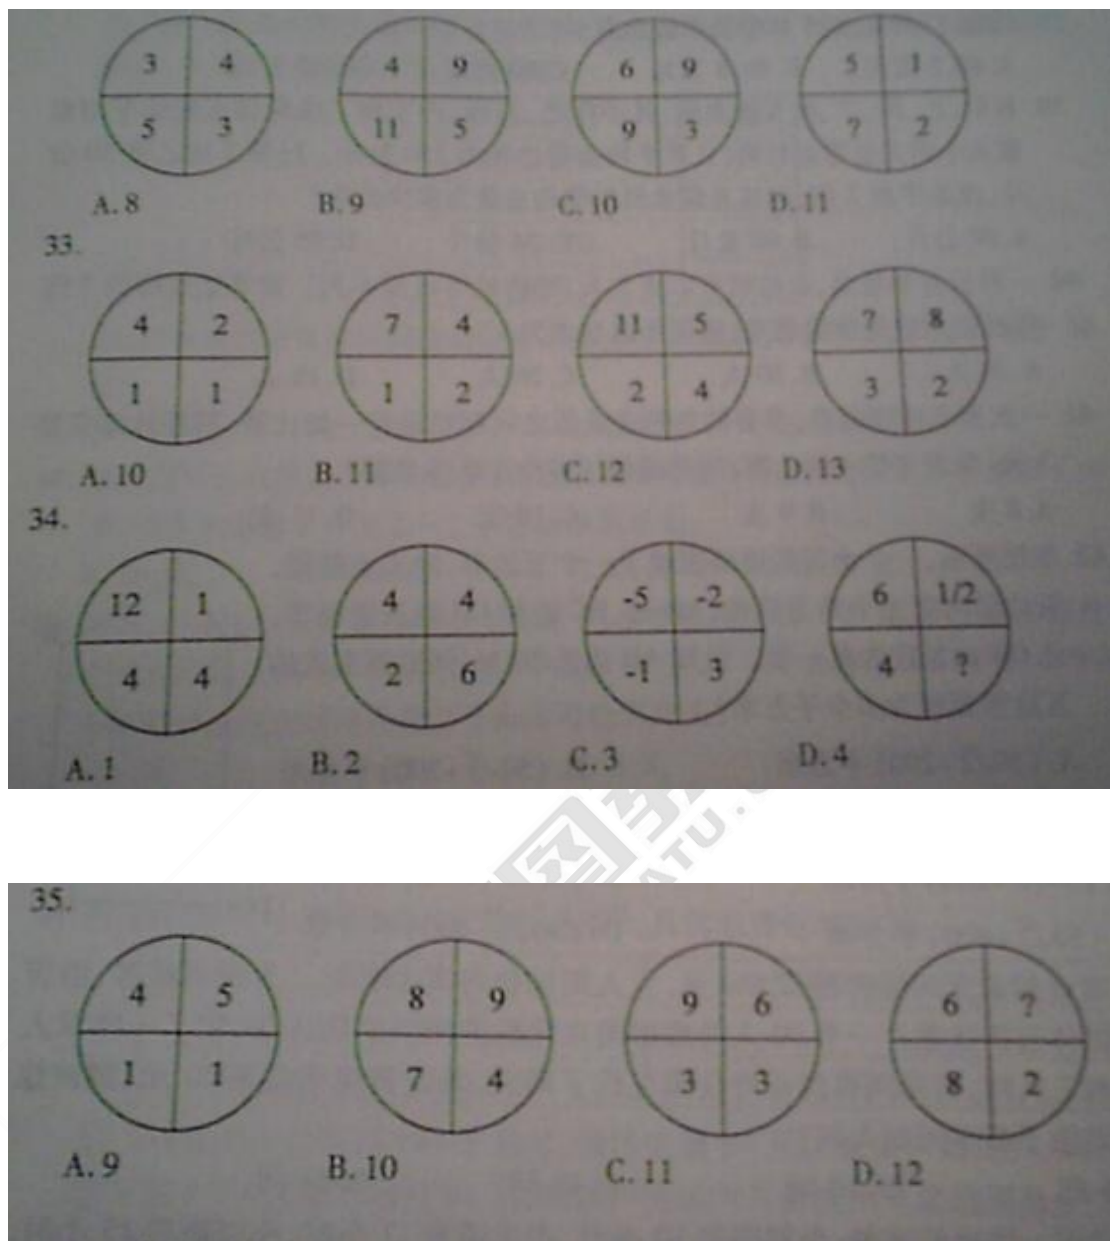 3 4 4 9 6 9 5 1
5 3 11 5 9 3 ? 2
A. 8 B. 9 C. 10 D. 11
33.
4 2 7 4 11 5 ? 8
1 1 1 2 2 4 3 2
A. 10 B. 11 C. 12 D. 13
34.
12 1 4 4 -5 -2 6 1/2
4 4 2 6 -1 3 4 ?
A. 1 B. 2 C. 3 D. 4
35.
4 5 8 9 9 6 6 ?
1 1 7 4 3 3 8 2
A. 9 B. 10 C. 11 D. 12